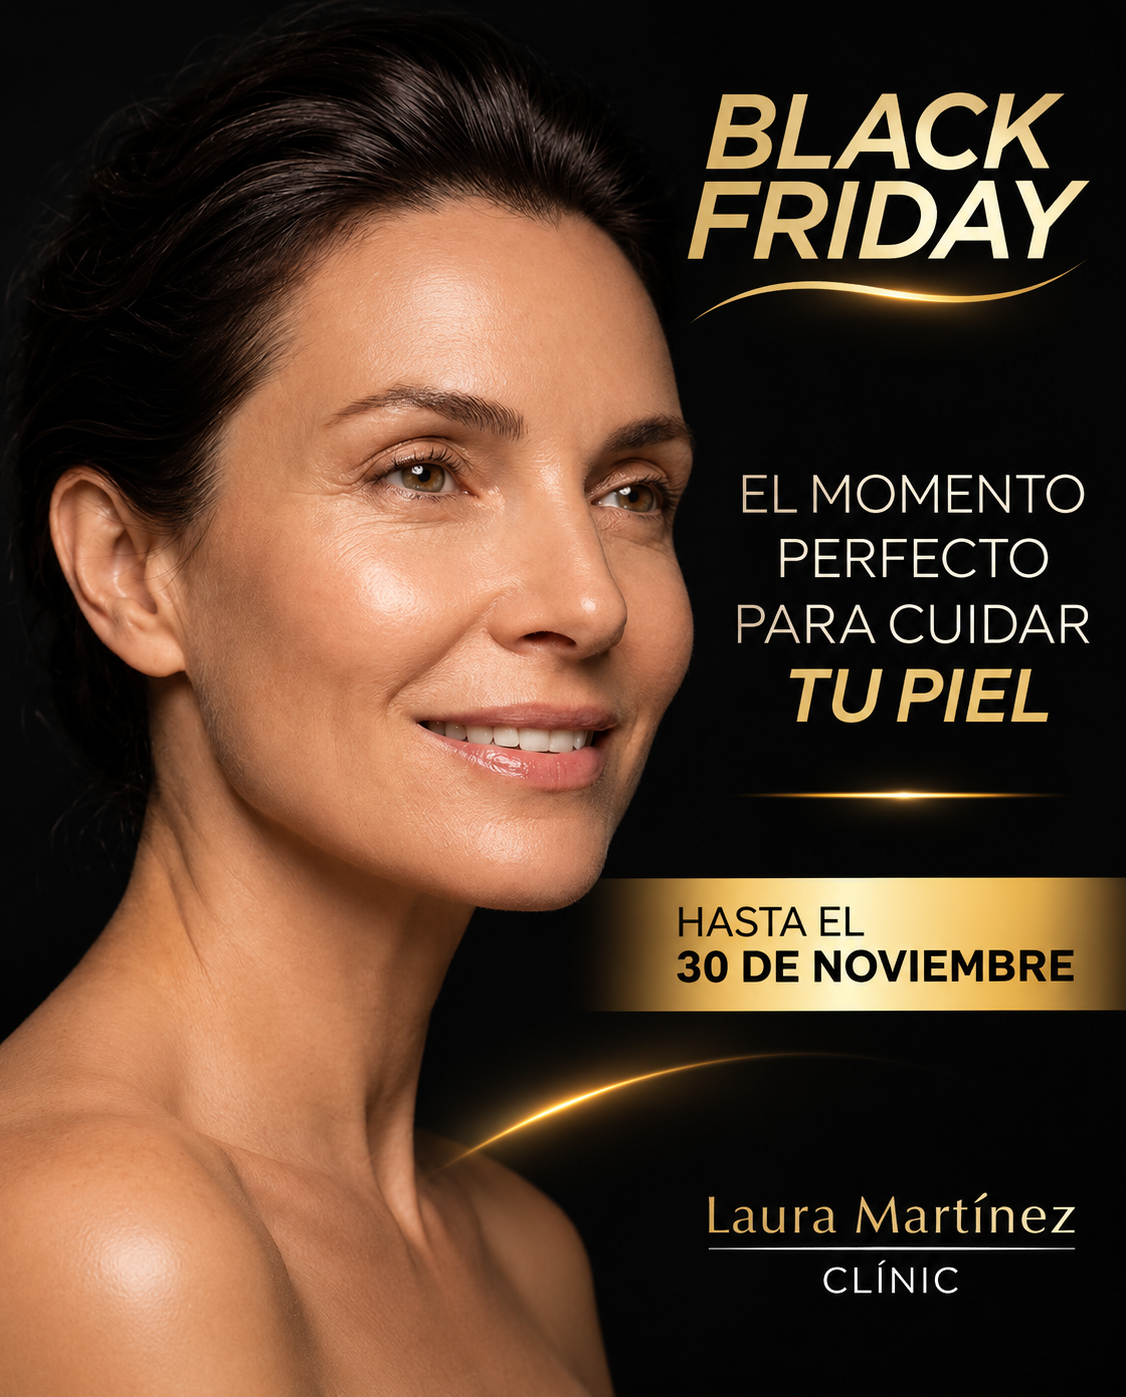 BLACK
FRIDAY
EL MOMENTO
PERFECTO
PARA CUIDAR
TU PIEL
HASTA EL
30 DE NOVIEMBRE
Laura Martínez
CLÍNIC